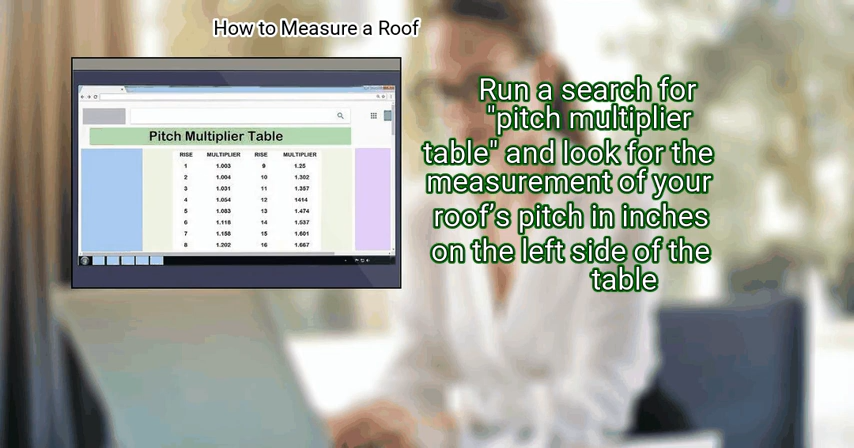 How to Measure a Roof
Pitch Multiplier Table
RISE MULTIPLIER RISE MULTIPLIER
1 1.003 9 1.25
2 1.004 10 1.302
3 1.031 11 1.357
4 1.054 12 1414
5 1.083 13 1.474
6 1.118 14 1.537
7 1.158 15 1.601
8 1.202 16 1.667
Run a search for
"pitch multiplier
table" and look for the
measurement of your
roof's pitch in inches
on the left side of the
table